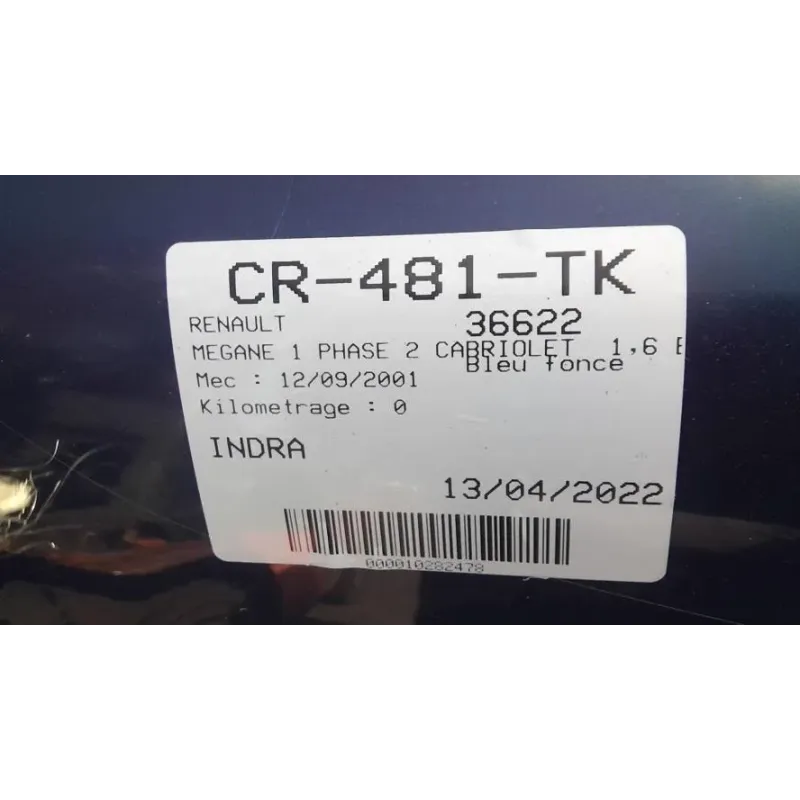 CR-481-TK
RENAULT 36622
MEGANE 1 PHASE 2 CABRIOLET 1,6
Bleu fonce
Mec : 12/09/2001
Kilometrage : 0
INDRA
13/04/2022
000010282478